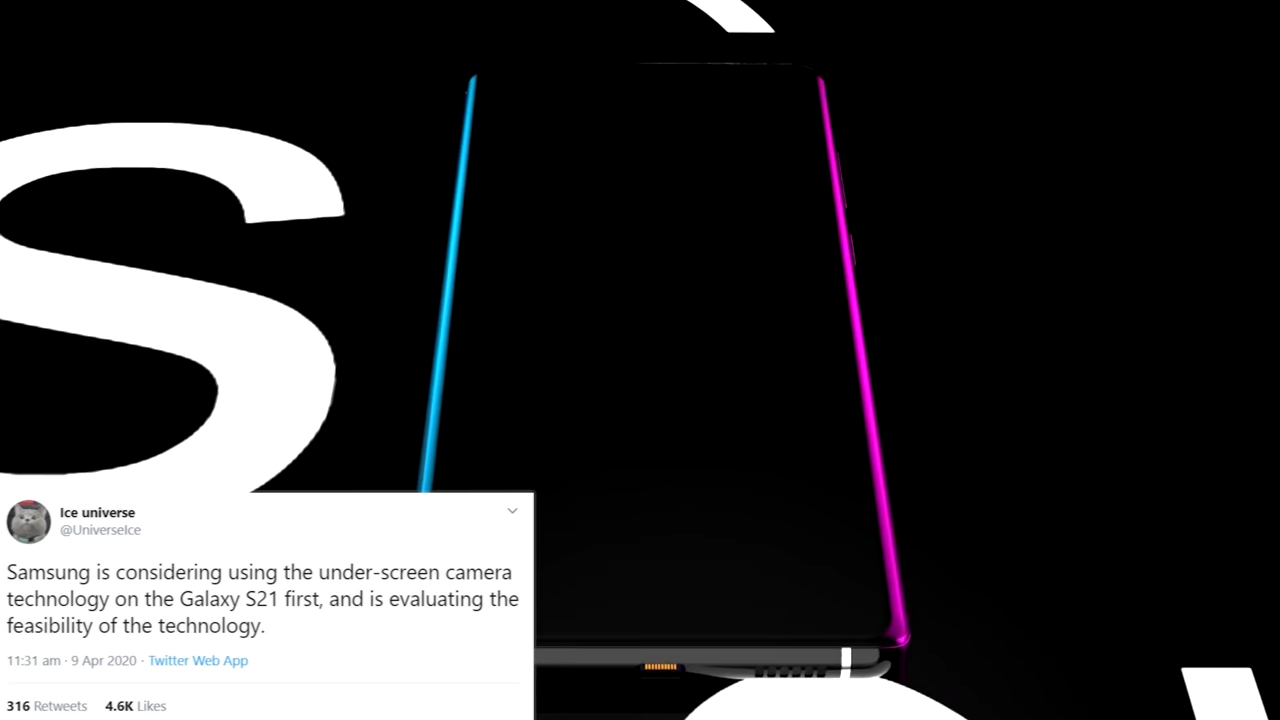 S
Ice universe
@UniverseIce
Samsung is considering using the under-screen camera
technology on the Galaxy S21 first, and is evaluating the
feasibility of the technology.
11:31 am · 9 Apr 2020 · Twitter Web App
316 Retweets 4.6K Likes